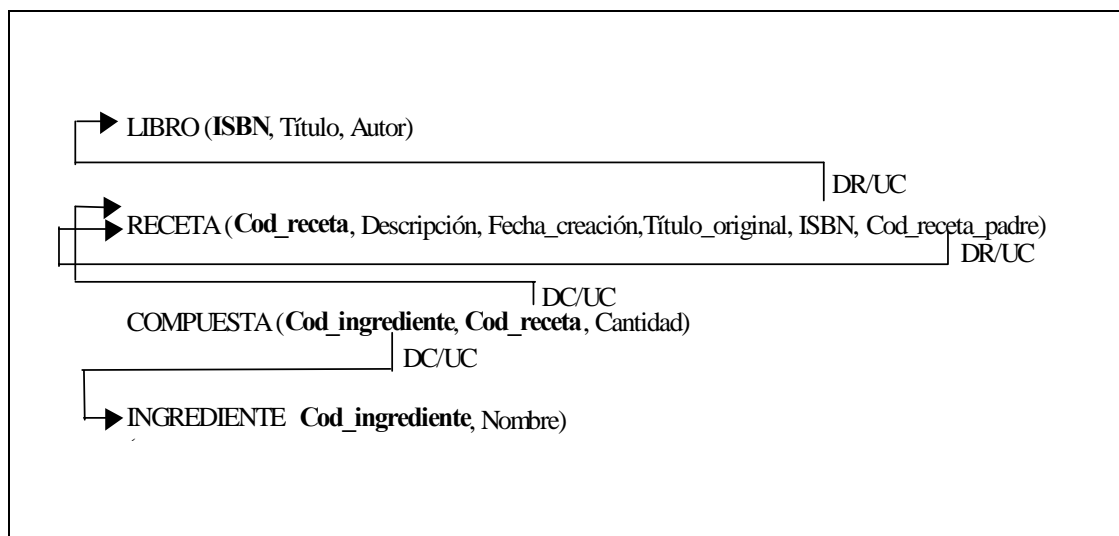 LIBRO (ISBN, Título, Autor)
DR/UC
RECETA (Cod_receta, Descripción, Fecha_creación,Título_original, ISBN, Cod_receta_padre)
DR/UC
DC/UC
COMPUESTA (Cod_ingrediente, Cod_receta, Cantidad)
DC/UC
INGREDIENTE Cod_ingrediente, Nombre)